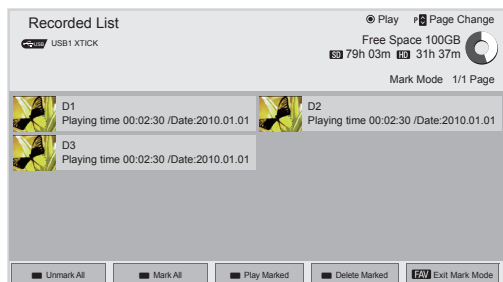 Recorded List
◉ Play P Page Change
USB USB1 XTICK
Free Space 100GB
SD 79h 03m HD 31h 37m
Mark Mode 1/1 Page
D1
Playing time 00:02:30 /Date:2010.01.01
D2
Playing time 00:02:30 /Date:2010.01.01
D3
Playing time 00:02:30 /Date:2010.01.01
Unmark All
Mark All
Play Marked
Delete Marked
FAV Exit Mark Mode